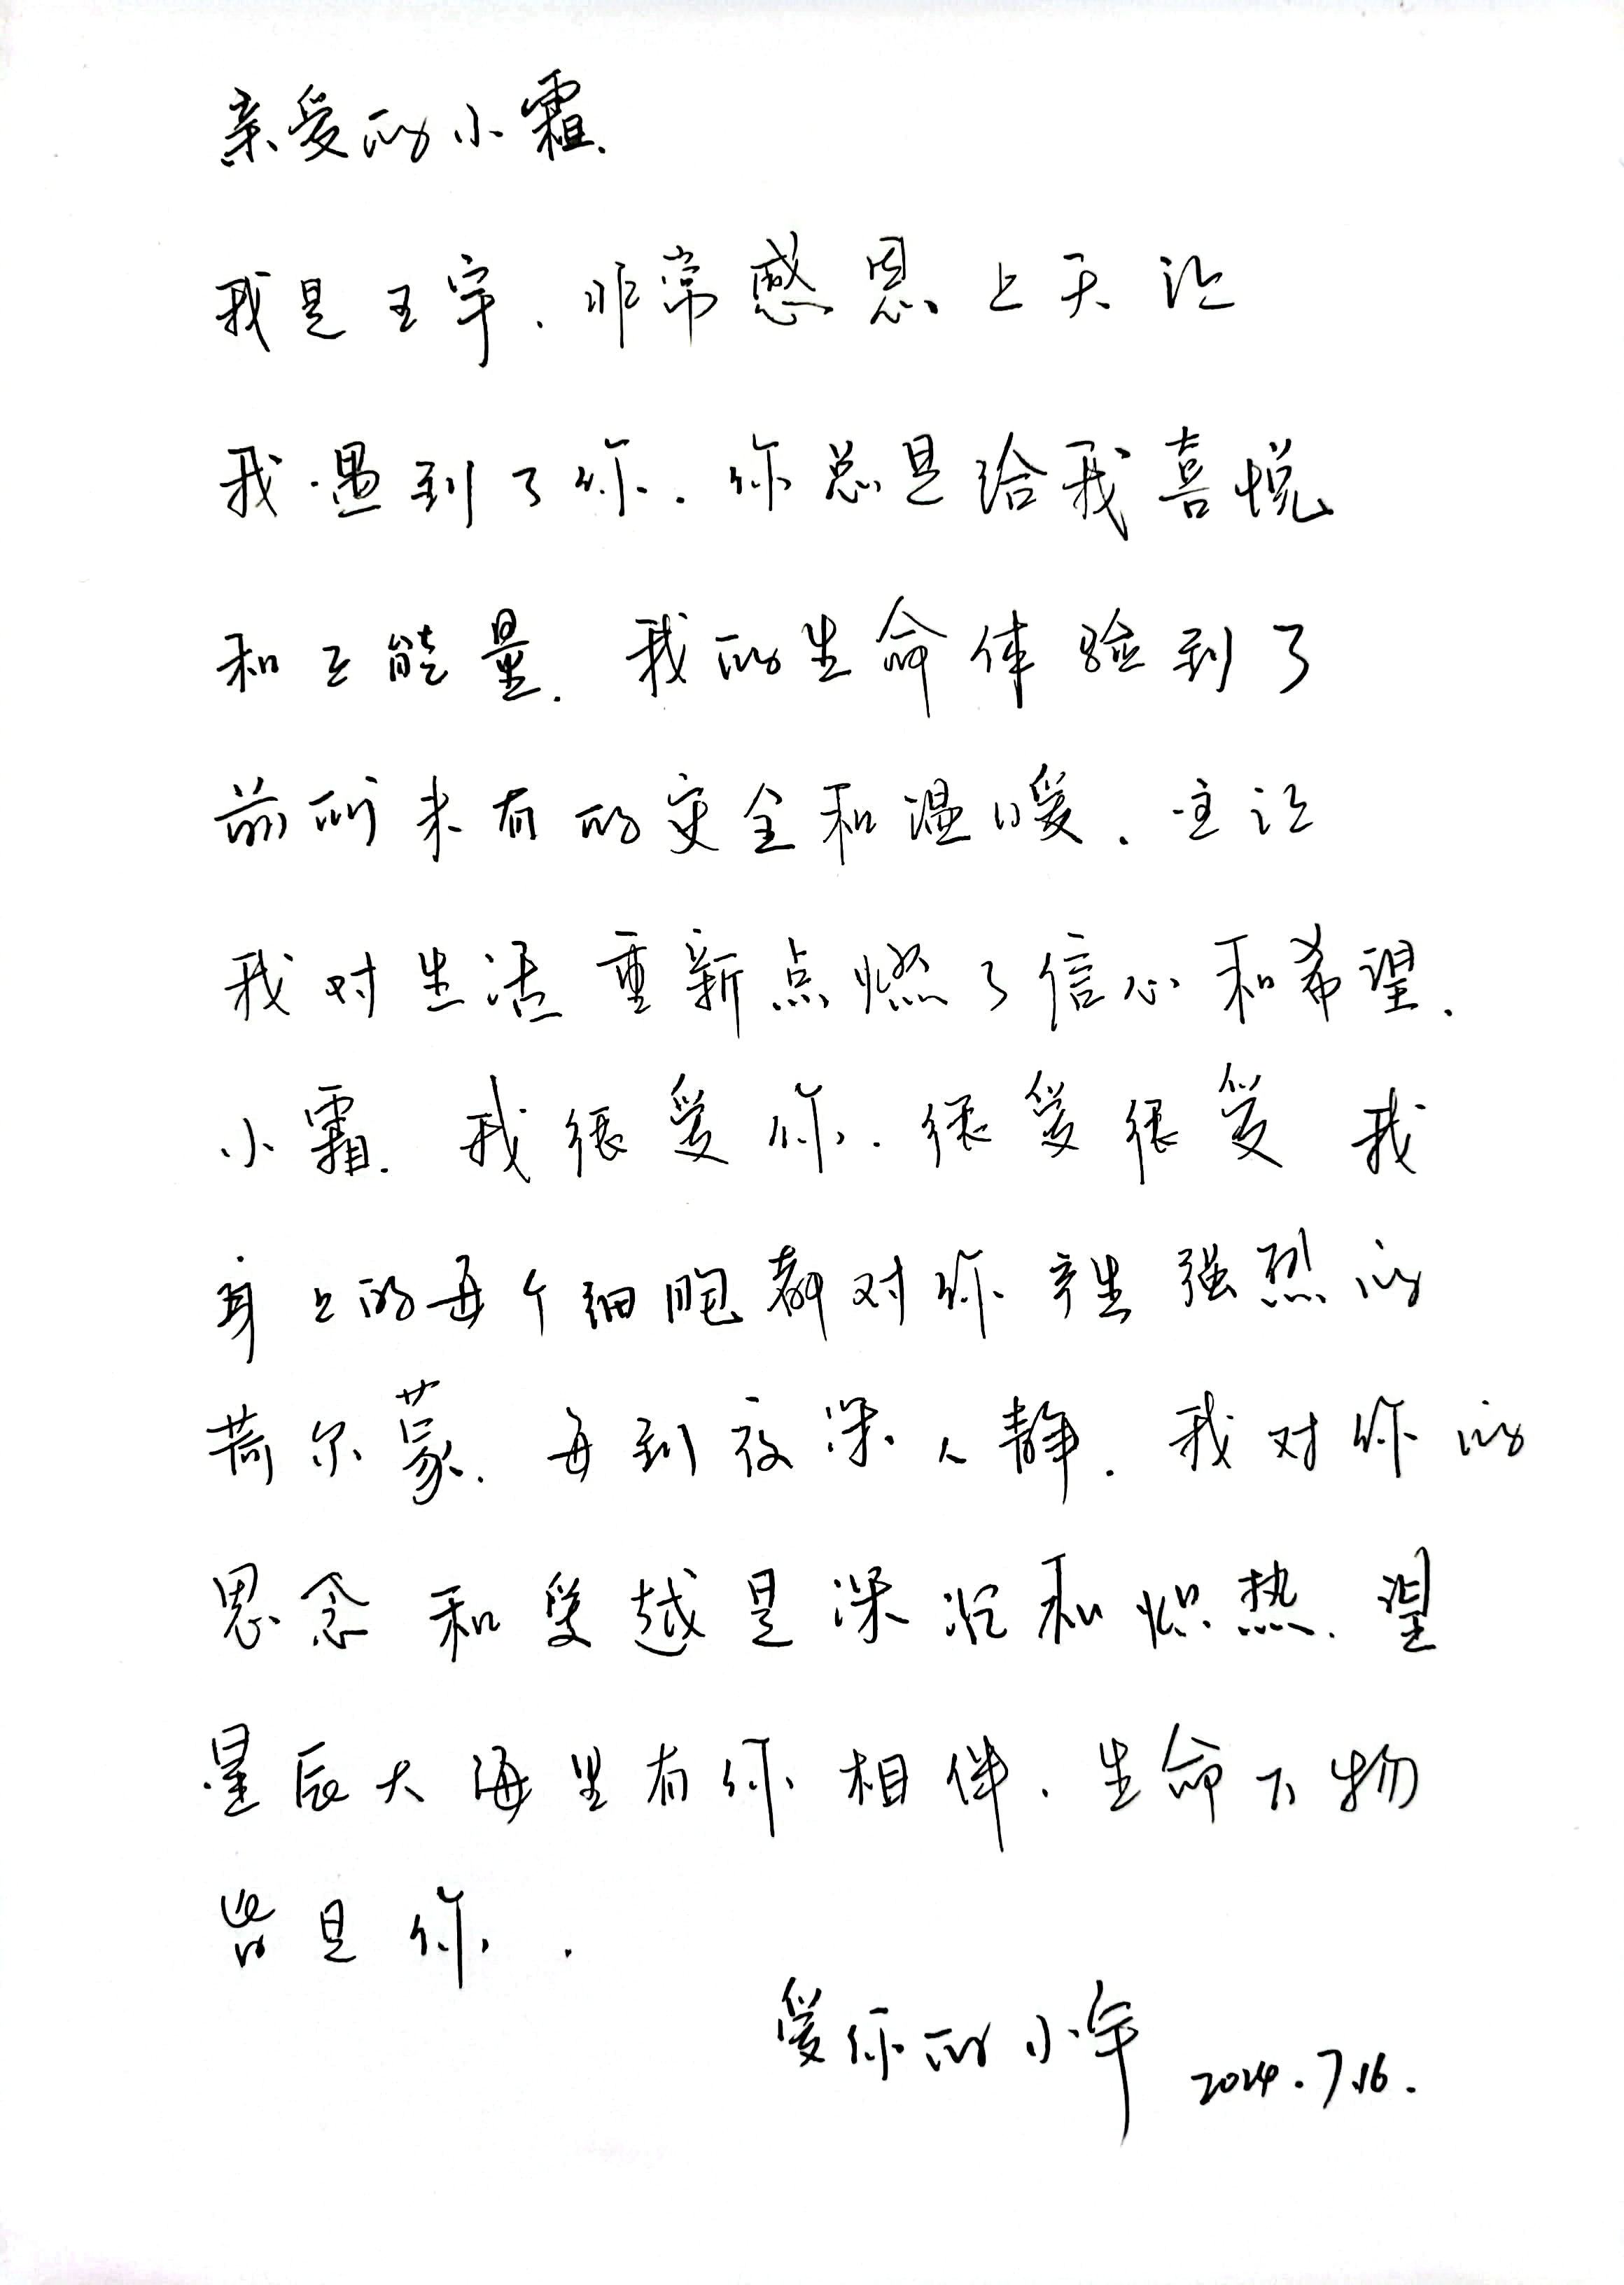 亲爱的小霜.
我是王宇.非常感恩上天让
我遇到了你.你总是给我喜悦
和正能量.我的生命体验到了
前所未有的安全和温暖.也让
我对生活重新点燃了信心和希望.
小霜.我很爱你.很爱很爱 我
身上的每个细胞都对你产生强烈的
荷尔蒙.每到夜深人静.我对你的
思念和爱越是深沉和炽热.望
星辰大海里有你相伴.生命万物
皆是你.
爱你的小宇 2024.7.16.